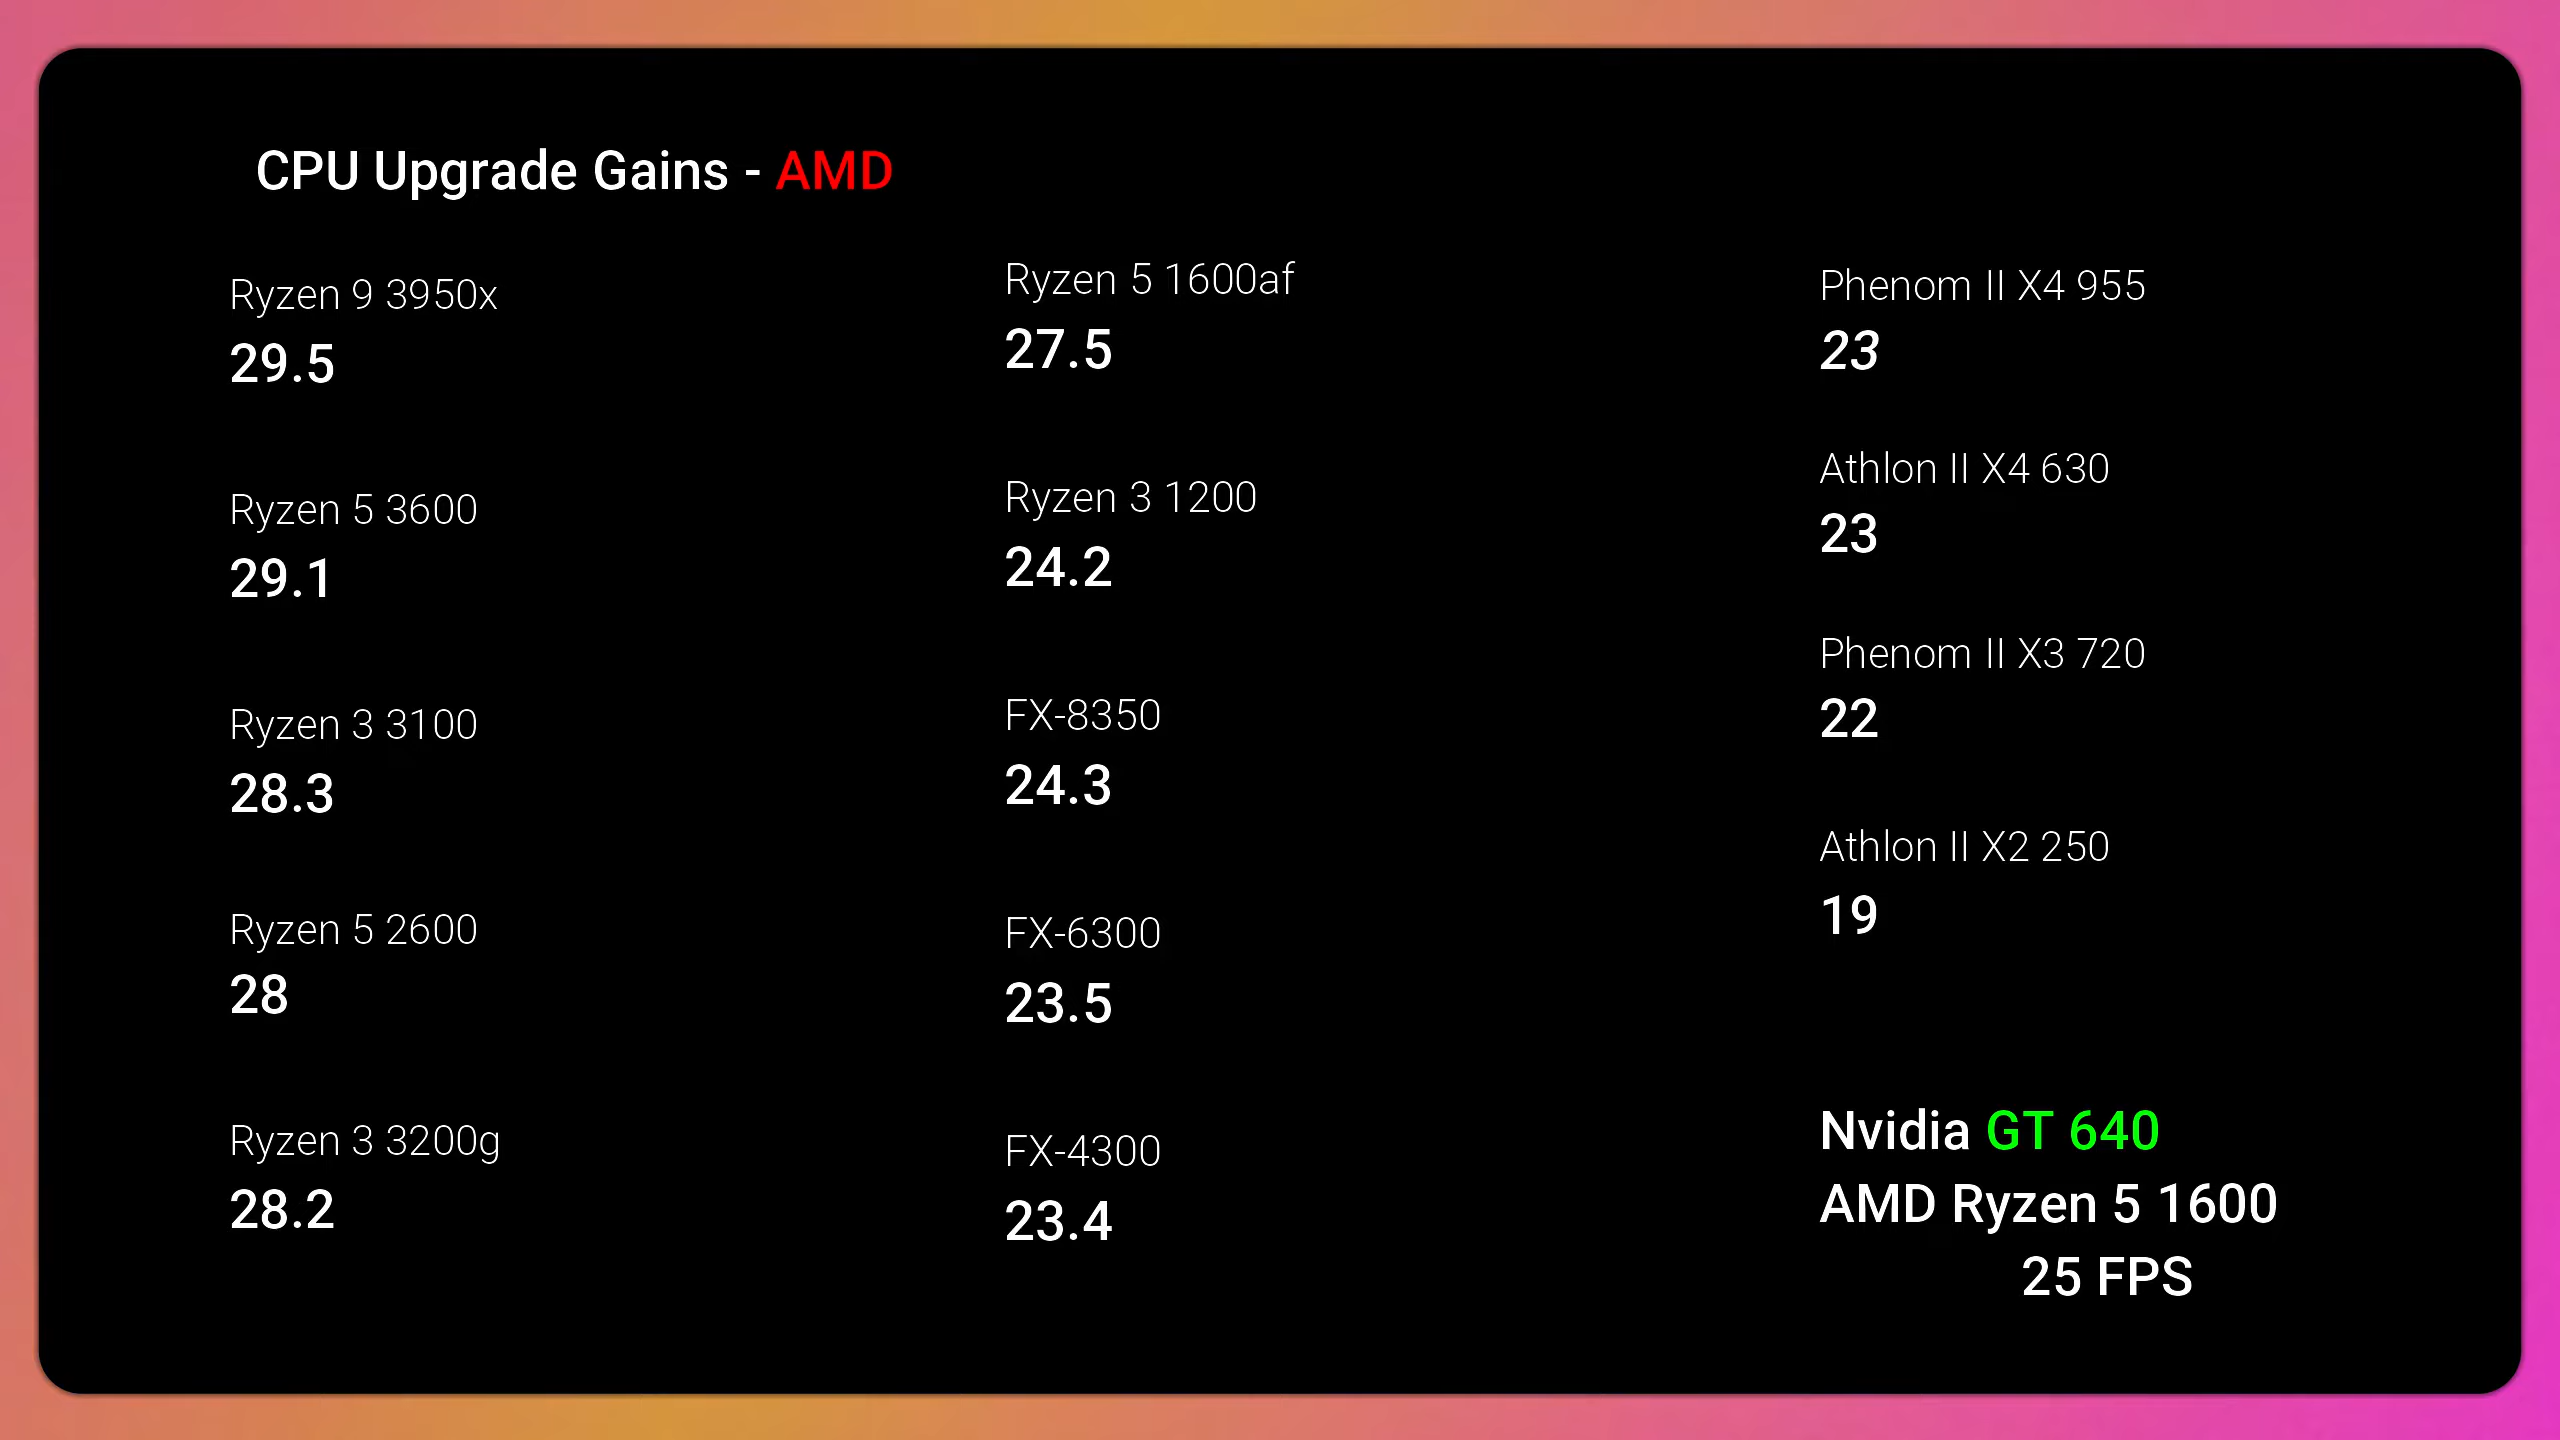 CPU Upgrade Gains - AMD
Ryzen 9 3950x
29.5
Ryzen 5 3600
29.1
Ryzen 3 3100
28.3
Ryzen 5 2600
28
Ryzen 3 3200g
28.2
Ryzen 5 1600af
27.5
Ryzen 3 1200
24.2
FX-8350
24.3
FX-6300
23.5
FX-4300
23.4
Phenom II X4 955
23
Athlon II X4 630
23
Phenom II X3 720
22
Athlon II X2 250
19
Nvidia GT 640
AMD Ryzen 5 1600
25 FPS